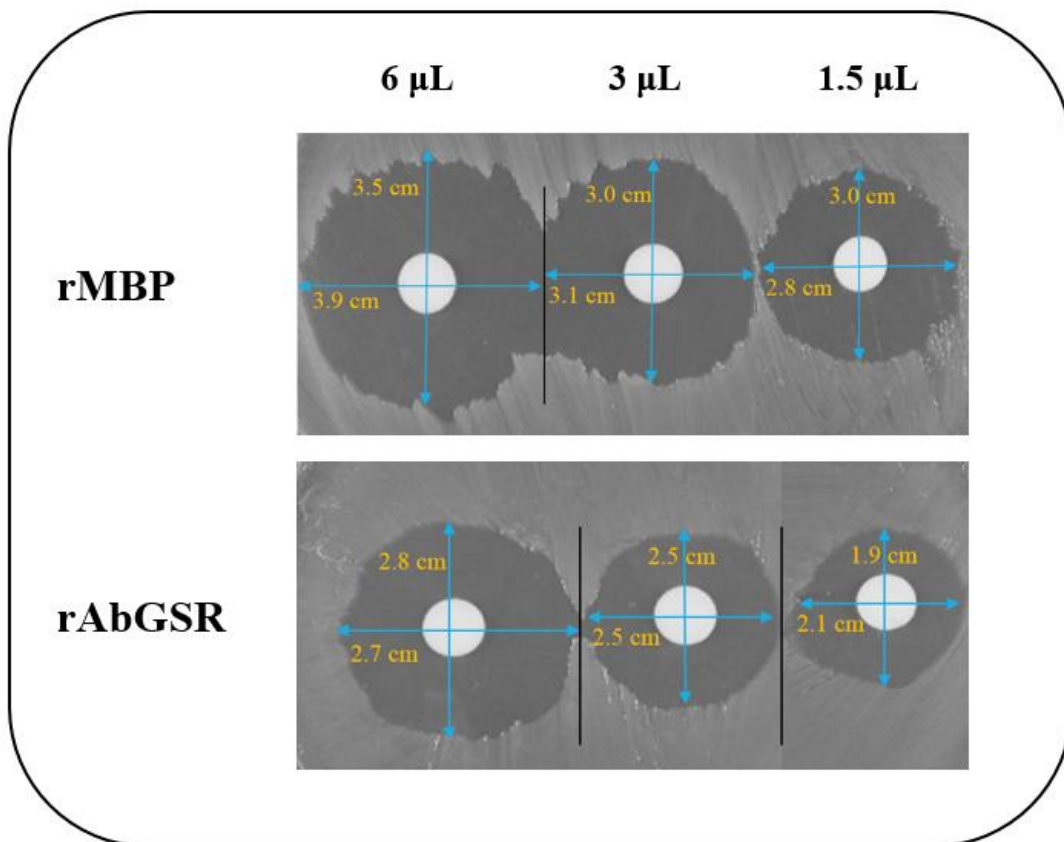 6 μL 3 μL 1.5 μL
rMBP
3.5 cm 3.0 cm 3.0 cm
3.9 cm 3.1 cm 2.8 cm
rAbGSR
2.8 cm 2.5 cm 1.9 cm
2.7 cm 2.5 cm 2.1 cm